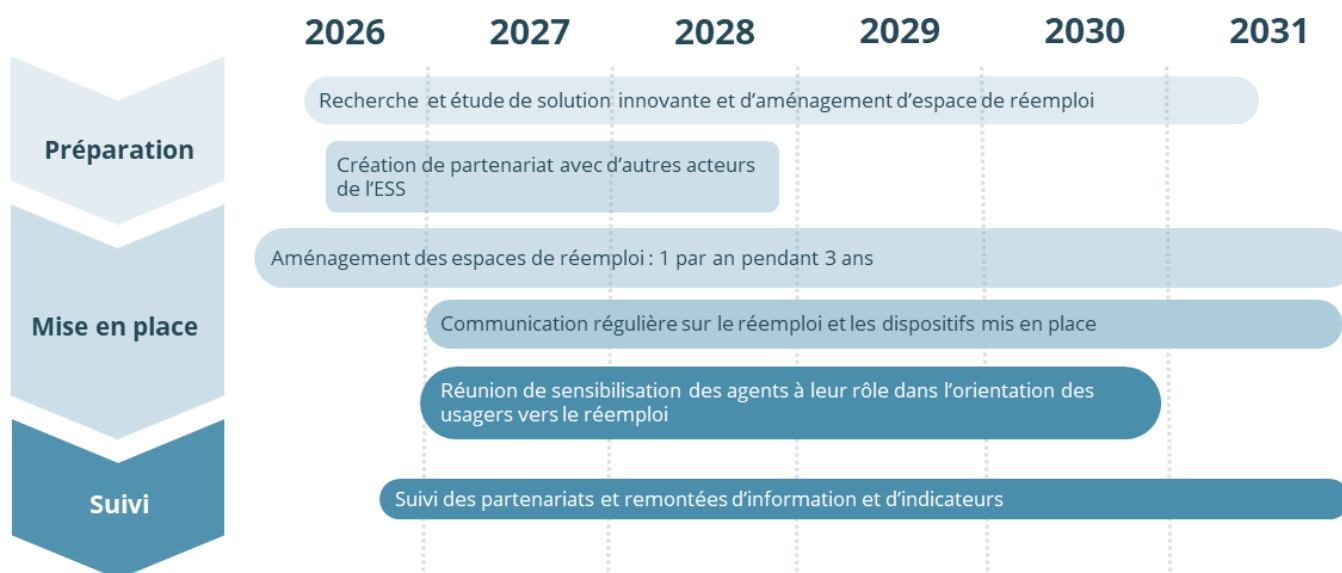 2026 2027 2028 2029 2030 2031
Préparation
Recherche et étude de solution innovante et d’aménagement d’espace de réemploi
Création de partenariat avec d’autres acteurs
de l’ESS
Mise en place
Aménagement des espaces de réemploi : 1 par an pendant 3 ans
Communication régulière sur le réemploi et les dispositifs mis en place
Réunion de sensibilisation des agents à leur rôle dans l’orientation des
usagers vers le réemploi
Suivi
Suivi des partenariats et remontées d’information et d’indicateurs